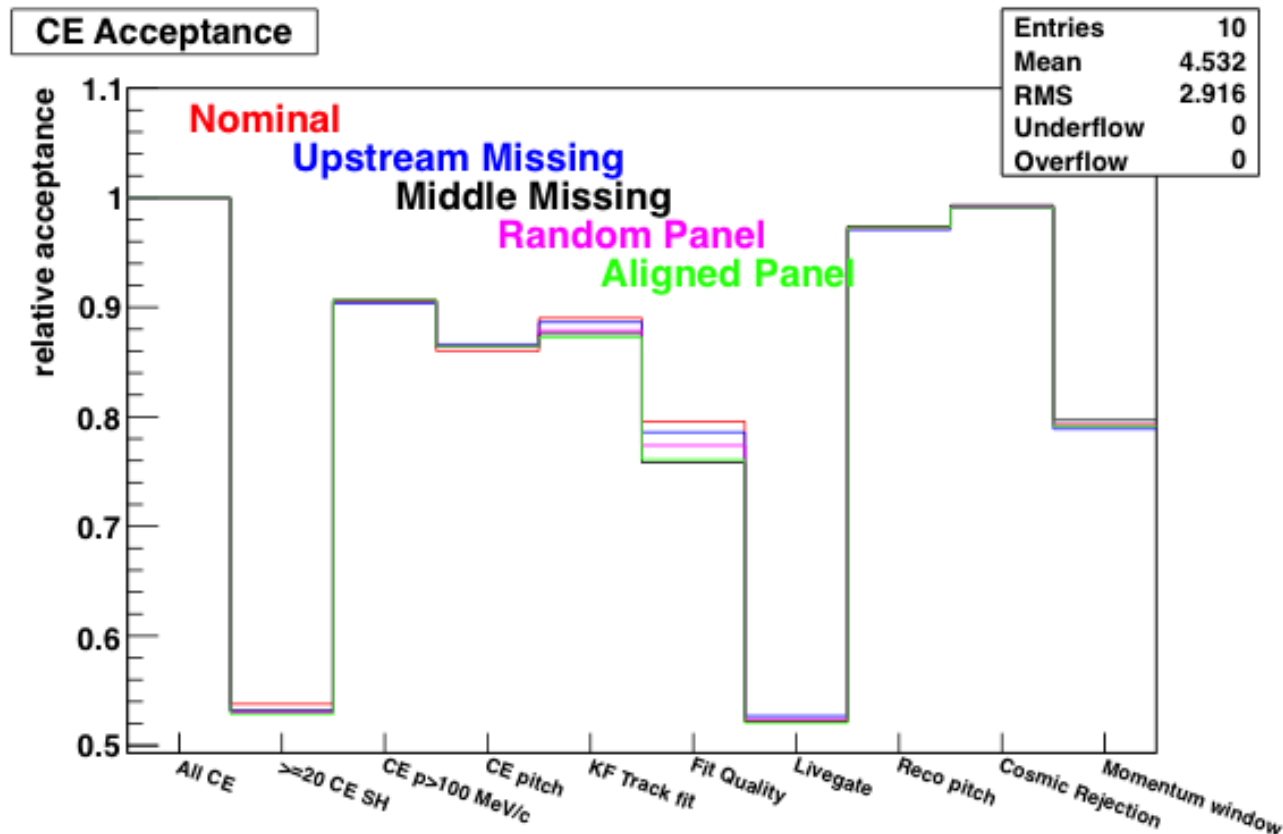 CE Acceptance
Entries 10
Mean 4.532
RMS 2.916
Underflow 0
Overflow 0
relative acceptance
1.1
1
0.9
0.8
0.7
0.6
0.5
Nominal
Upstream Missing
Middle Missing
Random Panel
Aligned Panel
All CE
>=20 CE SH
CE p>100 MeV/c
CE pitch
KF Track fit
Fit Quality
Livegate
Reco pitch
Cosmic Rejection
Momentum window